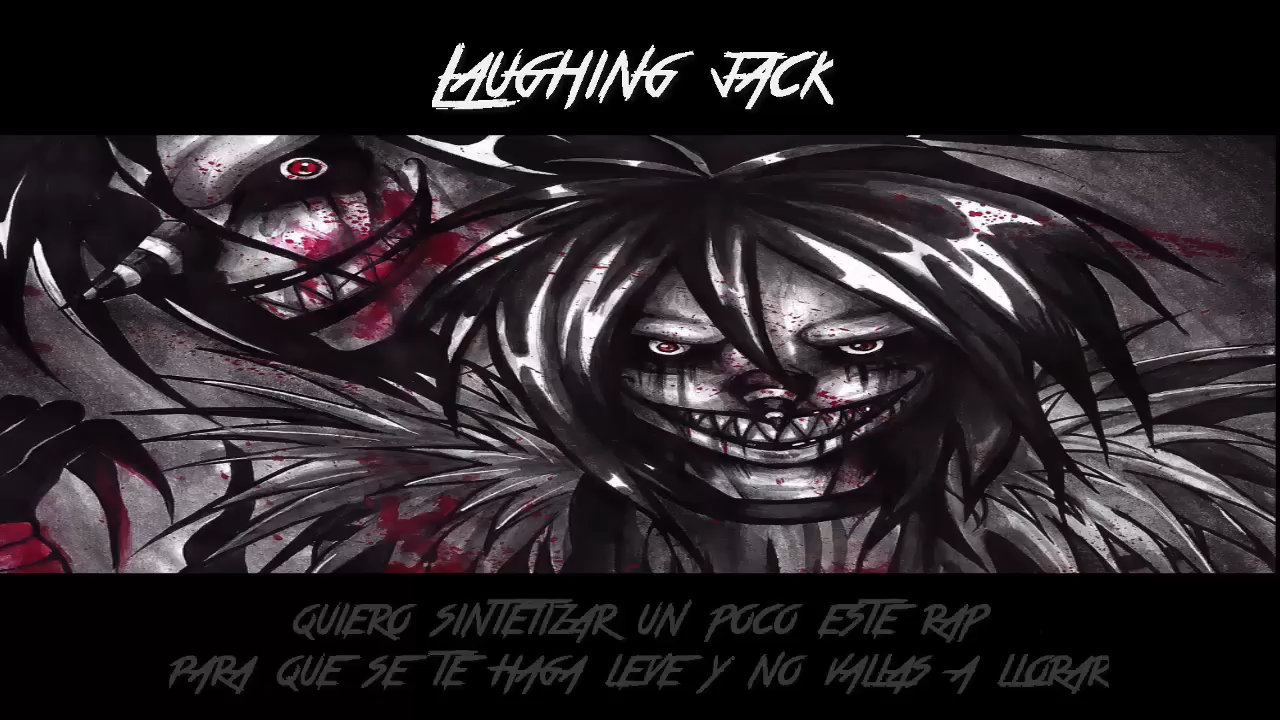 LAUGHING JACK
QUIERO SINTETIZAR UN POCO ESTE RAP
PARA QUE SE TE HAGA LEVE Y NO VALLAS A LLORAR